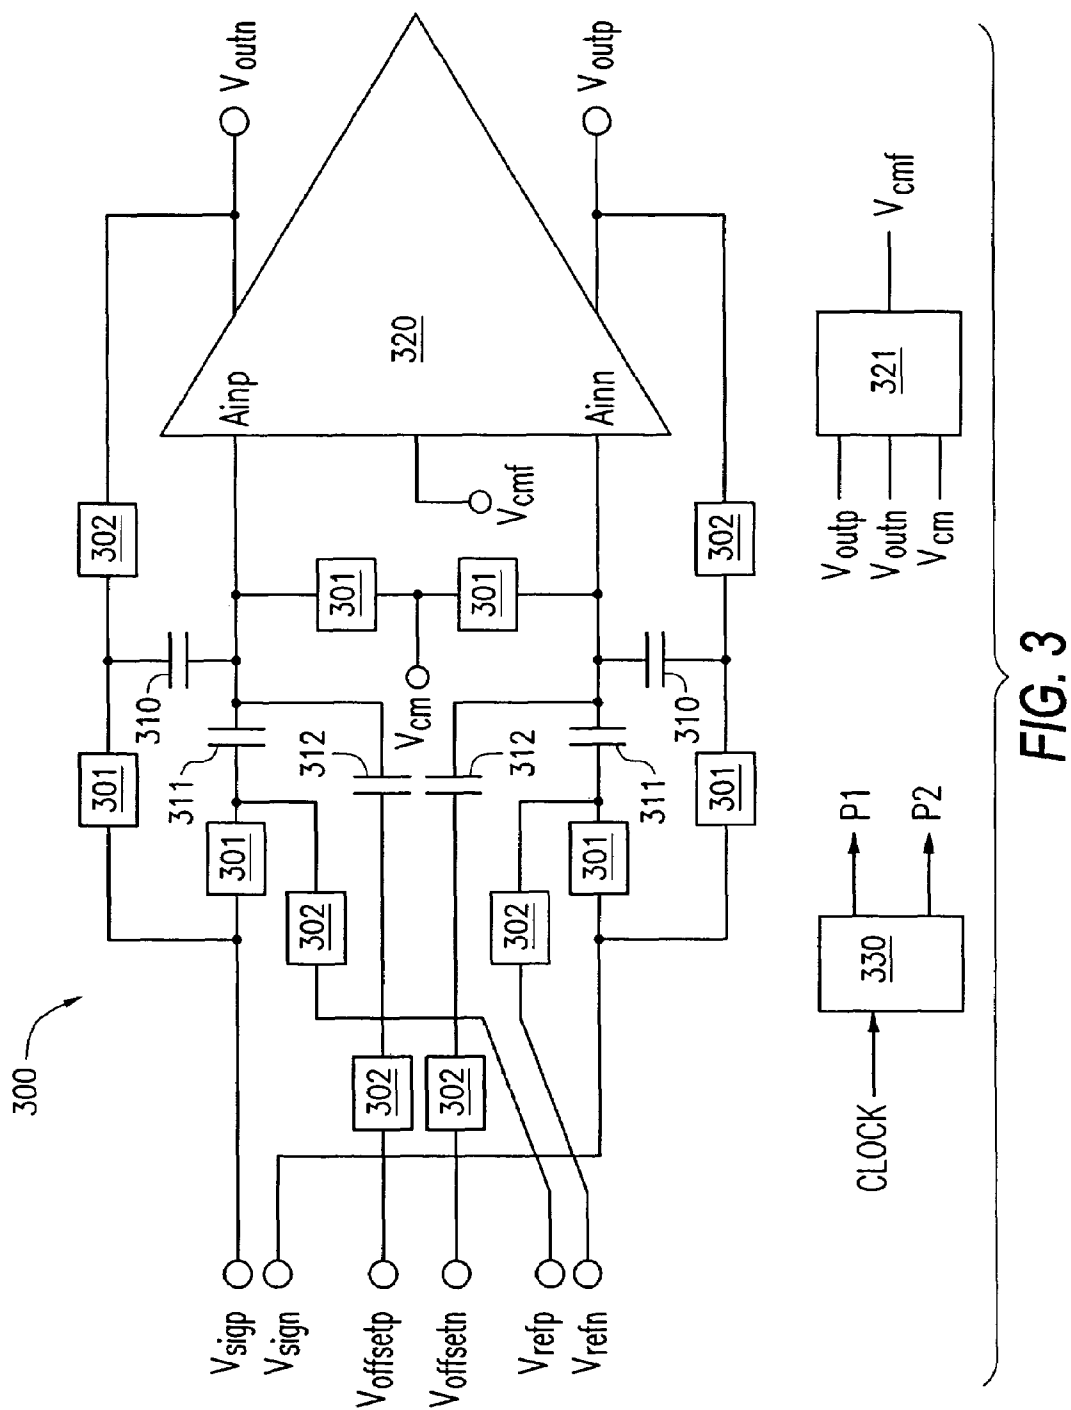 300
301
302
310
311
Vsigp
301
Ainp
Voutn
Vsign
302
312
301
Vcm
Voffsetp
302
320
Voffsetn
302
312
301
Vcmf
Vrefp
302
Vrefn
301
311
Ainn
Voutp
310
301
302
CLOCK
330
P1
P2
Voutp
Voutn
Vcm
321
Vcmf
FIG. 3